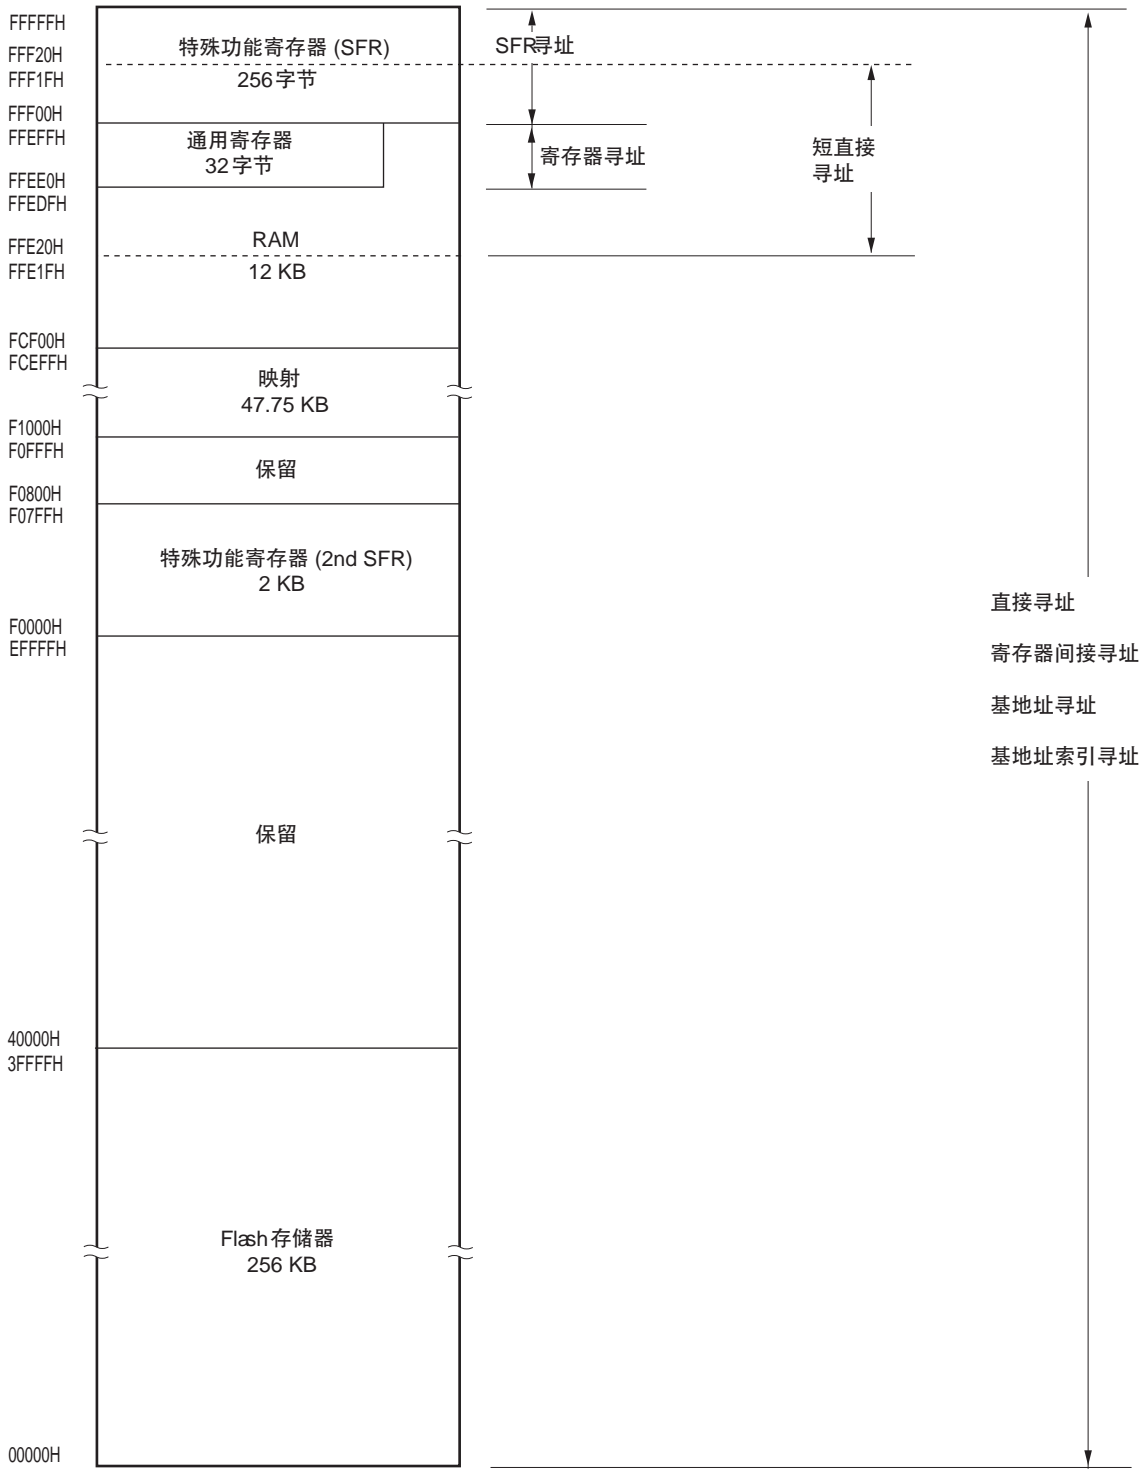 FFFFFH
特殊功能寄存器 (SFR)
SFR寻址
FFF20H
FFF1FH
256字节
FFF00H
FFEFFH
通用寄存器
32字节
寄存器寻址
短直接
寻址
FFEE0H
FFEDFH
RAM
FFE20H
FFE1FH
12 KB
FCF00H
FCEFFH
映射
47.75 KB
F1000H
F0FFFH
保留
F0800H
F07FFH
特殊功能寄存器 (2nd SFR)
2 KB
直接寻址
F0000H
EFFFFH
寄存器间接寻址
基地址寻址
基地址索引寻址
保留
40000H
3FFFFH
Flash存储器
256 KB
00000H